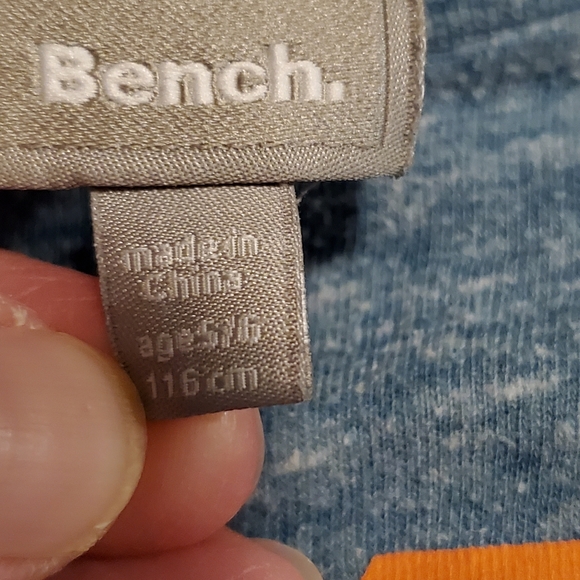 Bench.
made in
China
age 5/6
116 cm